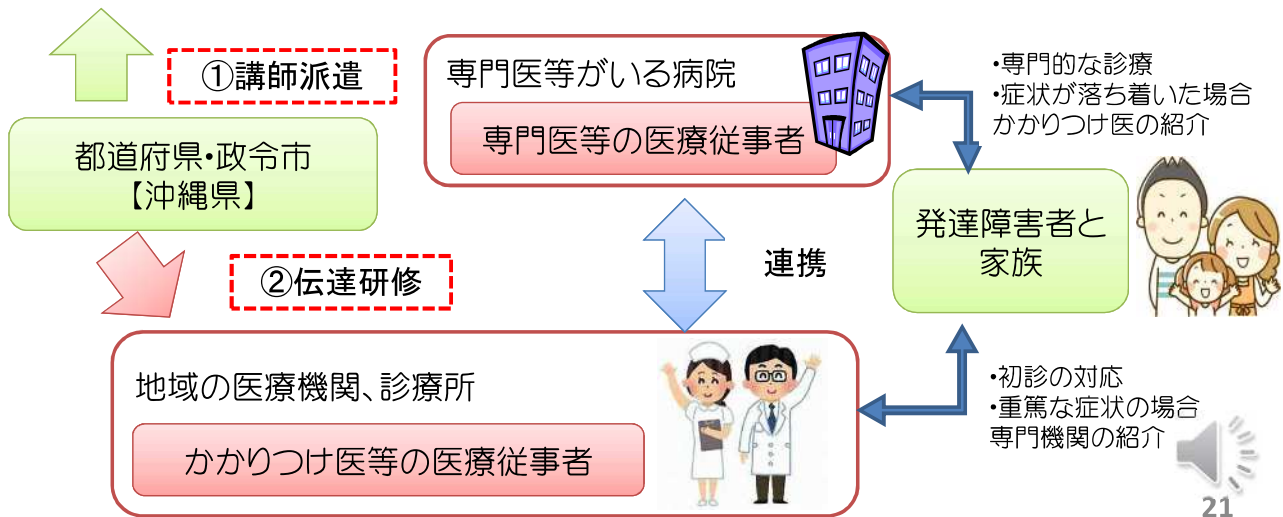 ①講師派遣
都道府県・政令市
【沖縄県】
②伝達研修
専門医等がいる病院
専門医等の医療従事者
連携
地域の医療機関、診療所
かかりつけ医等の医療従事者
・専門的な診療
・症状が落ち着いた場合
かかりつけ医の紹介
発達障害者と
家族
・初診の対応
・重篤な症状の場合
専門機関の紹介
21